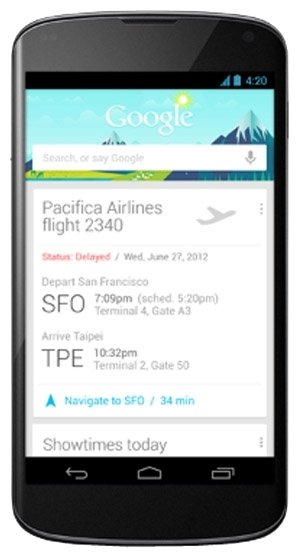 4:20
Google
Search, or say Google
Pacifica Airlines
flight 2340
Status: Delayed / Wed, June 27, 2012
Depart San Francisco
SFO 7:09pm (sched. 5:20pm)
Terminal 4, Gate A3
Arrive Taipei
TPE 10:32pm
Terminal 2, Gate 50
Navigate to SFO / 34 min
Showtimes today